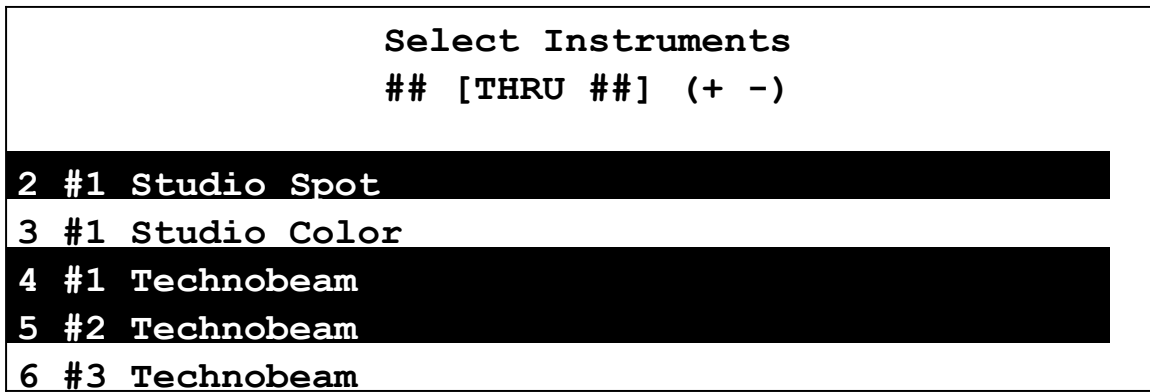 Select Instruments
## [THRU ##] (+ -)
2 #1 Studio Spot
3 #1 Studio Color
4 #1 Technobeam
5 #2 Technobeam
6 #3 Technobeam